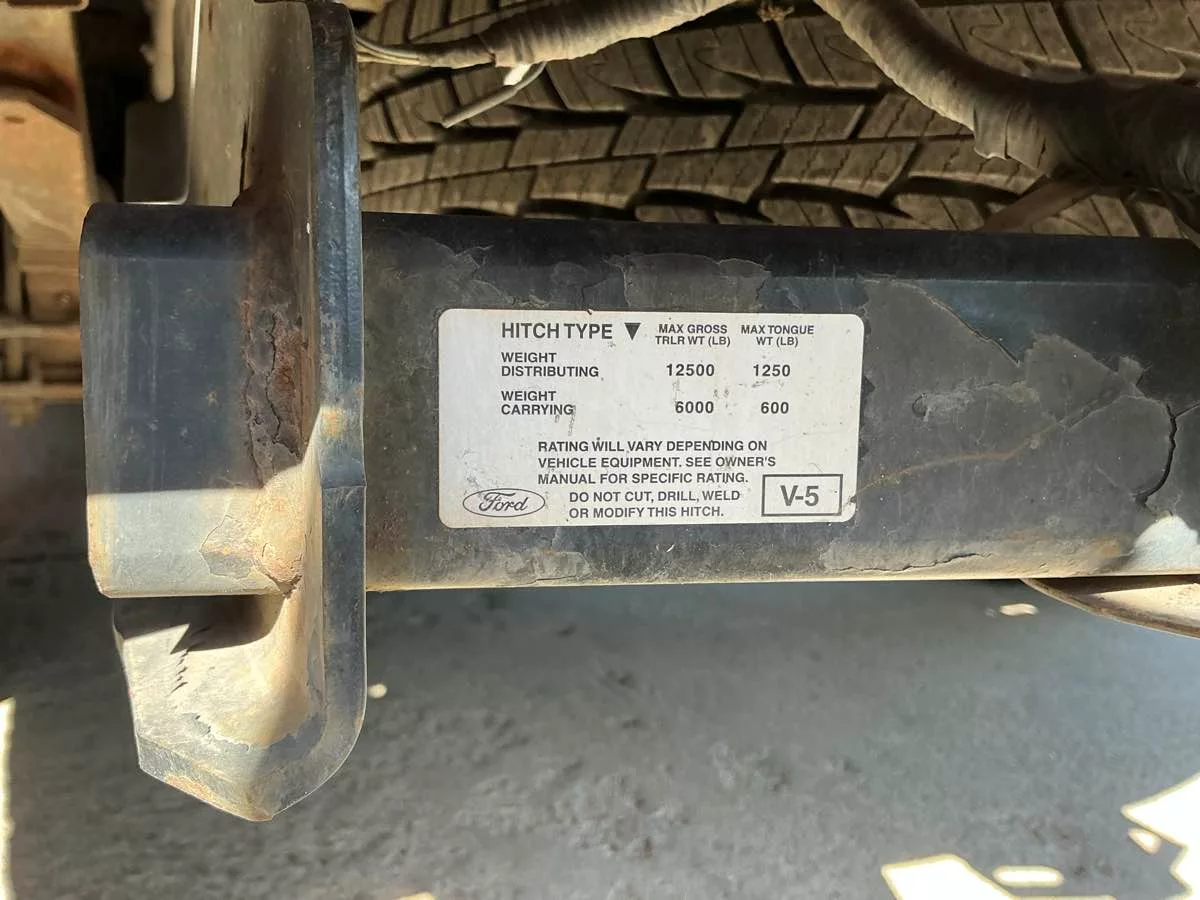 HITCH TYPE ▼ MAX GROSS TRLR WT (LB) MAX TONGUE WT (LB)
WEIGHT
DISTRIBUTING 12500 1250
WEIGHT
CARRYING 6000 600
RATING WILL VARY DEPENDING ON
VEHICLE EQUIPMENT. SEE OWNER'S
MANUAL FOR SPECIFIC RATING.
DO NOT CUT, DRILL, WELD
OR MODIFY THIS HITCH.
Ford
V-5